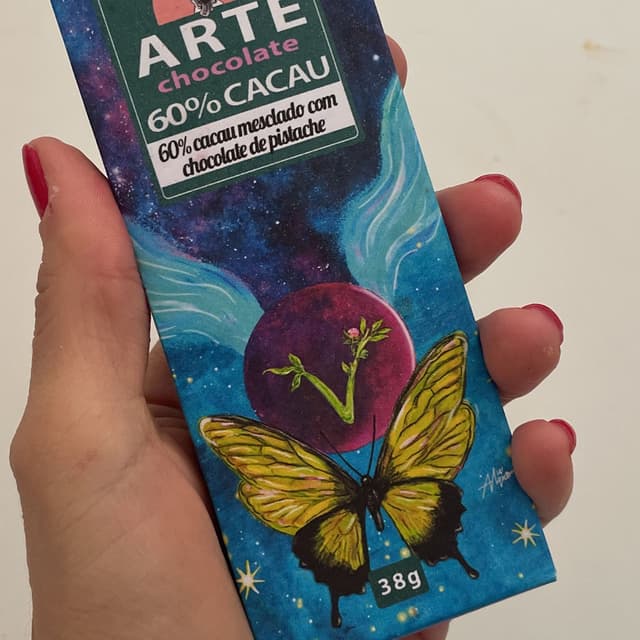 ARTE
chocolate
60% CACAU
60% cacau mesclado com
chocolate de pistache
38g